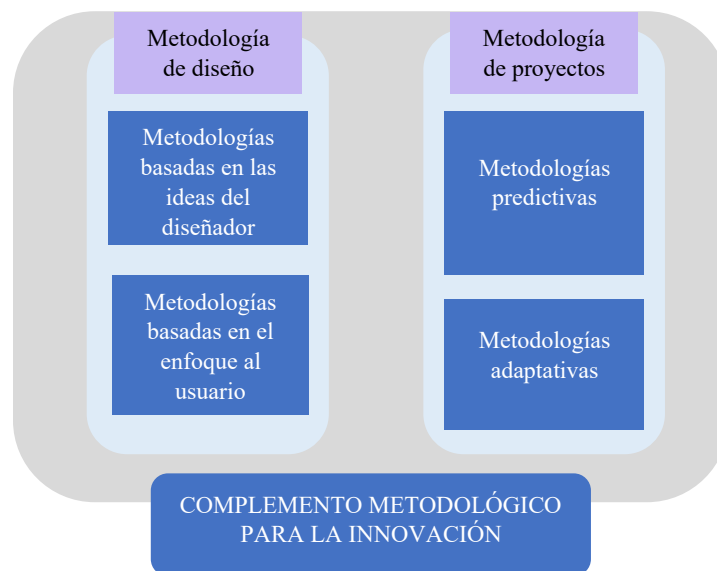 Metodología
de diseño
Metodologías
basadas en las
ideas del
diseñador
Metodologías
basadas en el
enfoque al
usuario
Metodología
de proyectos
Metodologías
predictivas
Metodologías
adaptativas
COMPLEMENTO METODOLÓGICO
PARA LA INNOVACIÓN